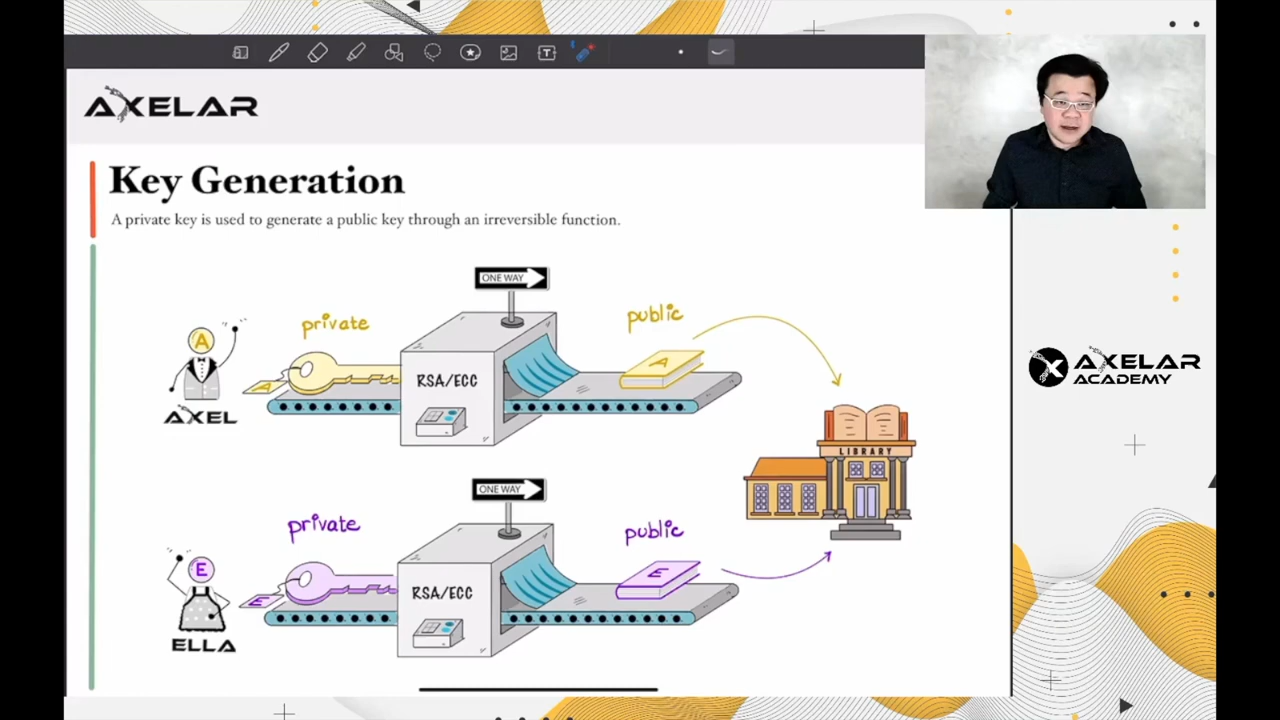 AXELAR
Key Generation
A private key is used to generate a public key through an irreversible function.
ONE WAY
private
public
A
RSA/ECC
A
A
AXEL
AXELAR
ACADEMY
LIBRARY
ONE WAY
private
public
E
RSA/ECC
E
E
ELLA